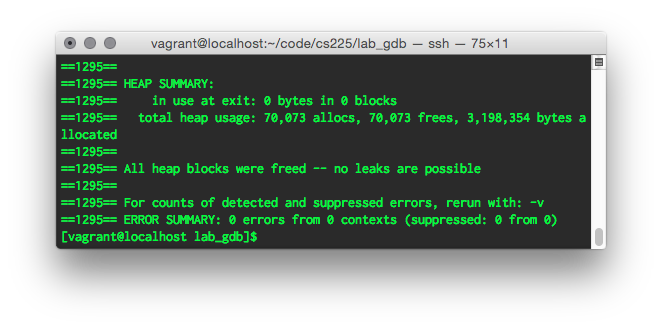 vagrant@localhost:~/code/cs225/lab_gdb — ssh — 75×11
==1295==
==1295== HEAP SUMMARY:
==1295==     in use at exit: 0 bytes in 0 blocks
==1295==   total heap usage: 70,073 allocs, 70,073 frees, 3,198,354 bytes a
llocated
==1295==
==1295== All heap blocks were freed -- no leaks are possible
==1295==
==1295== For counts of detected and suppressed errors, rerun with: -v
==1295== ERROR SUMMARY: 0 errors from 0 contexts (suppressed: 0 from 0)
[vagrant@localhost lab_gdb]$